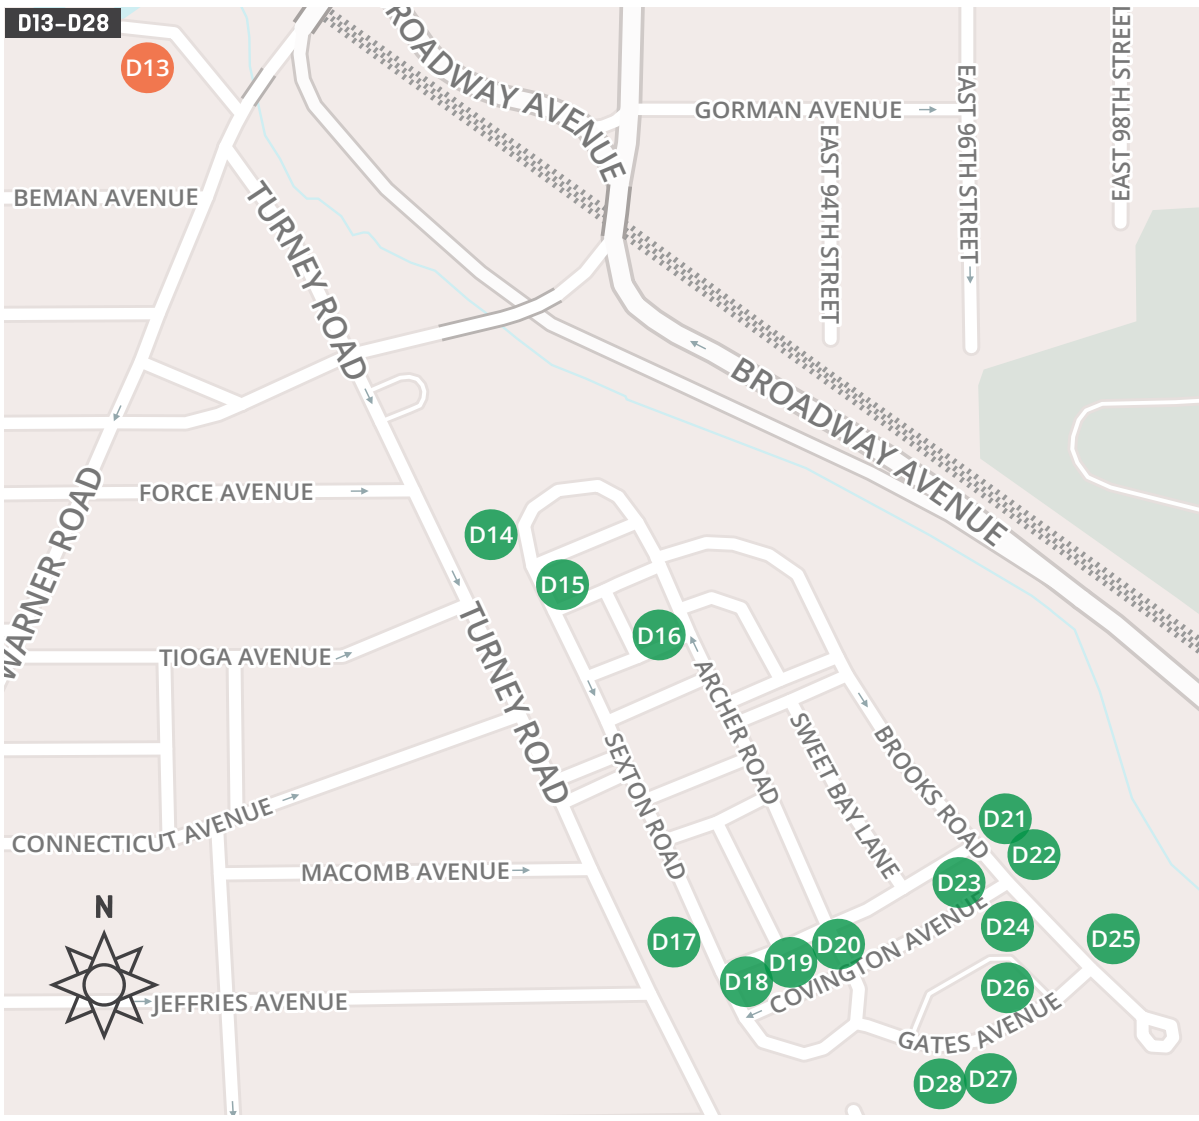 D13–D28
D13
BROADWAY AVENUE
GORMAN AVENUE
EAST 94TH STREET
EAST 96TH STREET
EAST 98TH STREET
BEMAN AVENUE
TURNEY ROAD
BROADWAY AVENUE
WARNER ROAD
FORCE AVENUE
D14
D15
D16
TIOGA AVENUE
TURNEY ROAD
ARCHER ROAD
SWEET BAY LANE
BROOKS ROAD
SEXTON ROAD
CONNECTICUT AVENUE
MACOMB AVENUE
D21
D22
D23
D24
D25
N
D17
D18
D19
D20
COVINGTON AVENUE
D26
JEFFRIES AVENUE
GATES AVENUE
D28
D27